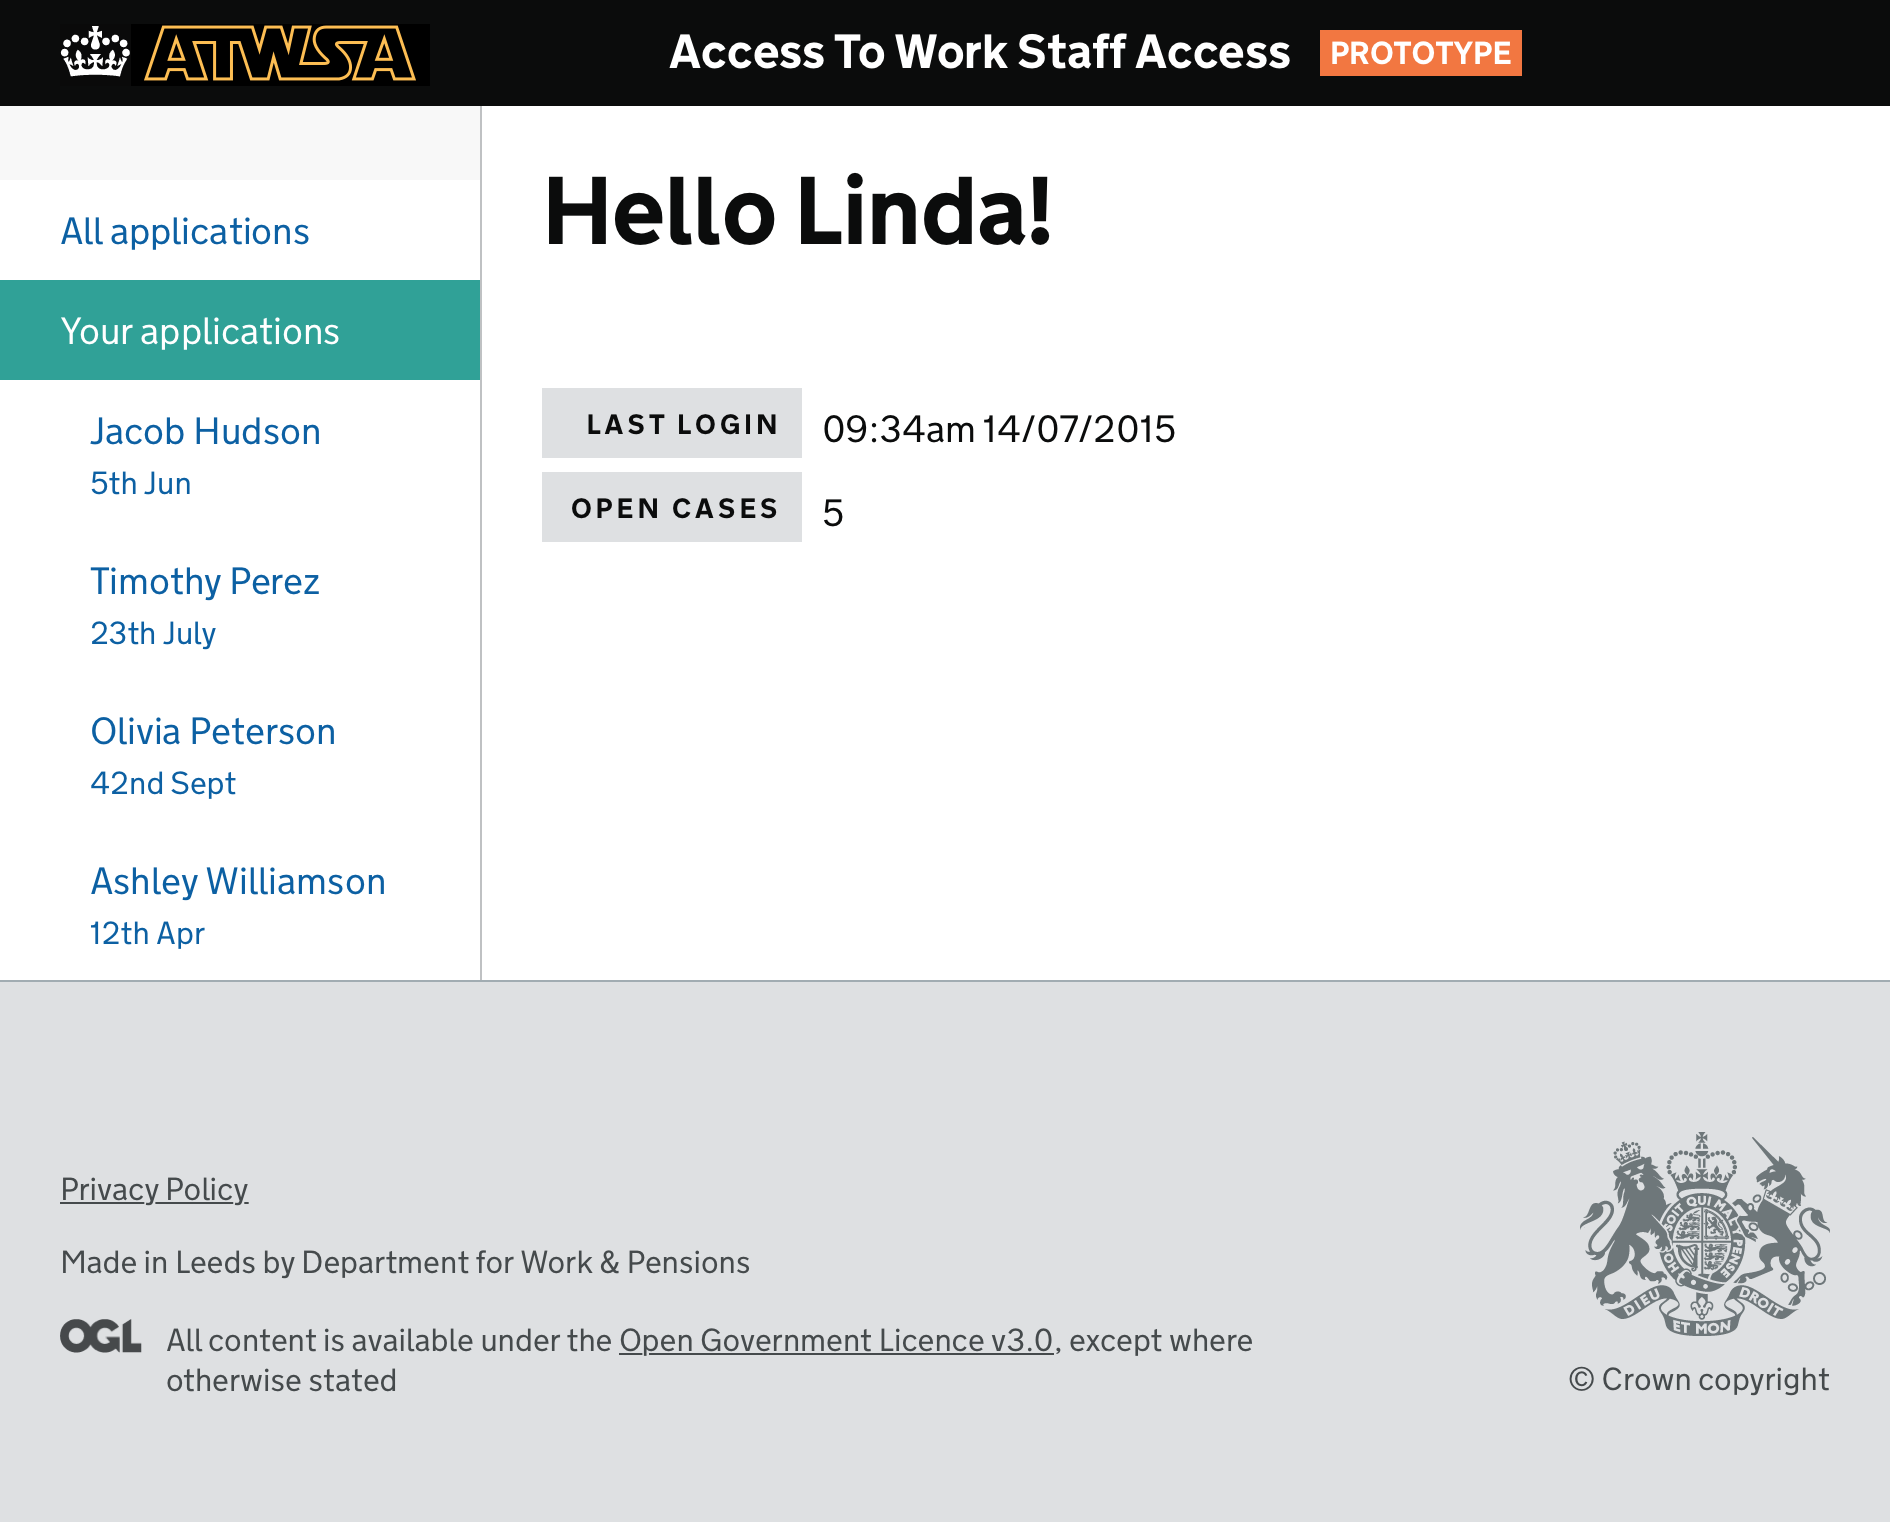 ATWSA
Access To Work Staff Access PROTOTYPE
All applications
Your applications
Jacob Hudson
5th Jun
Timothy Perez
23th July
Olivia Peterson
42nd Sept
Ashley Williamson
12th Apr
Hello Linda!
LAST LOGIN 09:34am 14/07/2015
OPEN CASES 5
Privacy Policy
Made in Leeds by Department for Work & Pensions
OGL All content is available under the Open Government Licence v3.0, except where
otherwise stated
SOIT QUI MAL
PENSE
HO
DIEU ET MON DROIT
© Crown copyright